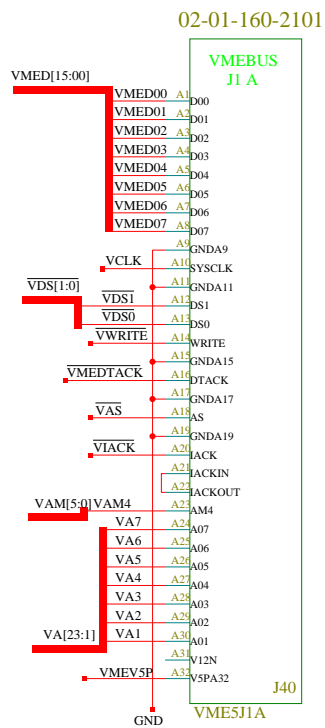 02-01-160-2101
VMEBUS
J1 A
VMED[15:00]
VMED00 A1 D00
VMED01 A2 D01
VMED02 A3 D02
VMED03 A4 D03
VMED04 A5 D04
VMED05 A6 D05
VMED06 A7 D06
VMED07 A8 D07
A9 GNDA9
VCLK A10 SYSCLK
A11 GNDA11
VDS[1:0]
VDS1 A12 DS1
VDS0 A13 DS0
VWRITE A14 WRITE
A15 GNDA15
VMEDTACK A16 DTACK
A17 GNDA17
VAS A18 AS
A19 GNDA19
VIACK A20 IACK
A21 IACKIN
A22 IACKOUT
VAM[5:0] VAM4 A23 AM4
VA7 A24 A07
VA6 A25 A06
VA5 A26 A05
VA4 A27 A04
VA3 A28 A03
VA2 A29 A02
VA1 A30 A01
VA[23:1]
A31 V12N
VMEV5P A32 V5PA32
J40
VME5J1A
GND